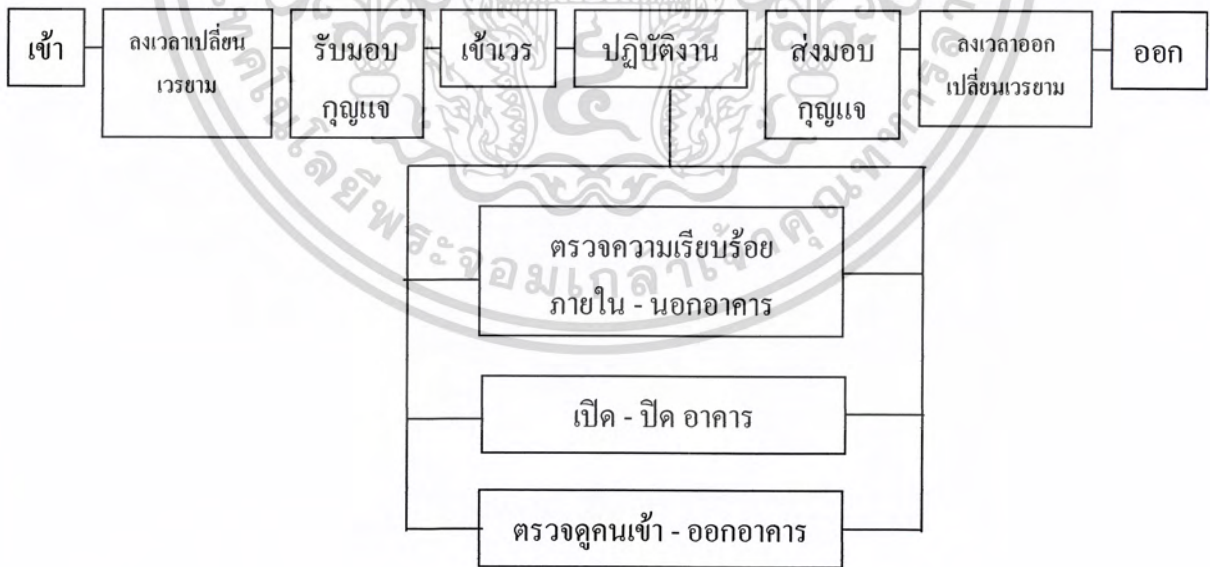 เข้า
ลงเวลาเปลี่ยน
เวรยาม
รับมอบ
กุญแจ
เข้าเวร
ปฏิบัติงาน
ส่งมอบ
กุญแจ
ลงเวลาออก
เปลี่ยนเวรยาม
ออก
ตรวจความเรียบร้อย
ภายใน - นอกอาคาร
เปิด - ปิด อาคาร
ตรวจดูคนเข้า - ออกอาคาร